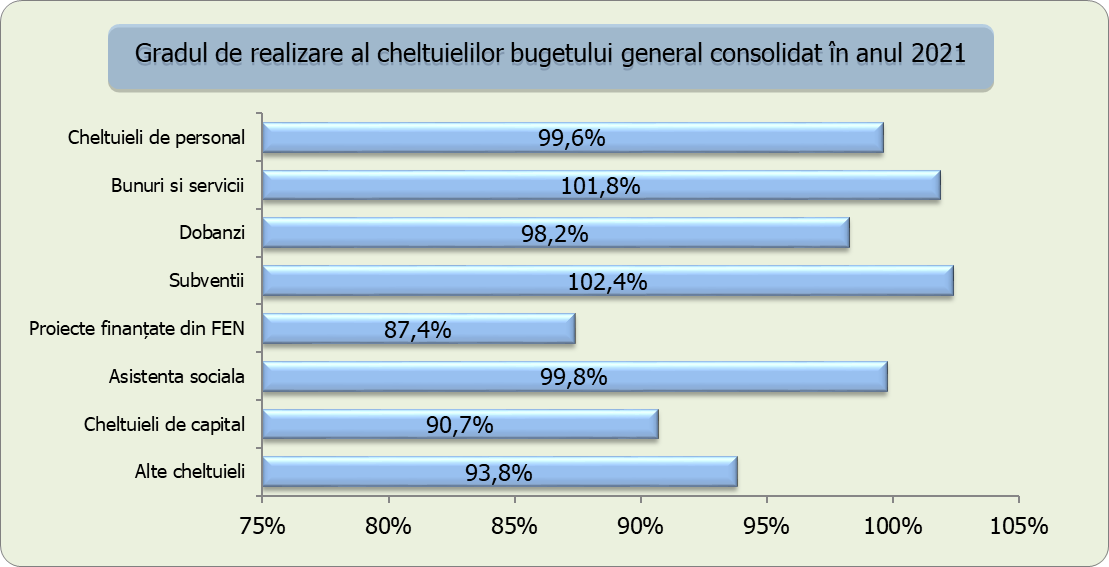 Gradul de realizare al cheltuielilor bugetului general consolidat în anul 2021
Cheltuieli de personal
99,6%
Bunuri si servicii
101,8%
Dobanzi
98,2%
Subventii
102,4%
Proiecte finanțate din FEN
87,4%
Asistenta sociala
99,8%
Cheltuieli de capital
90,7%
Alte cheltuieli
93,8%
75% 80% 85% 90% 95% 100% 105%